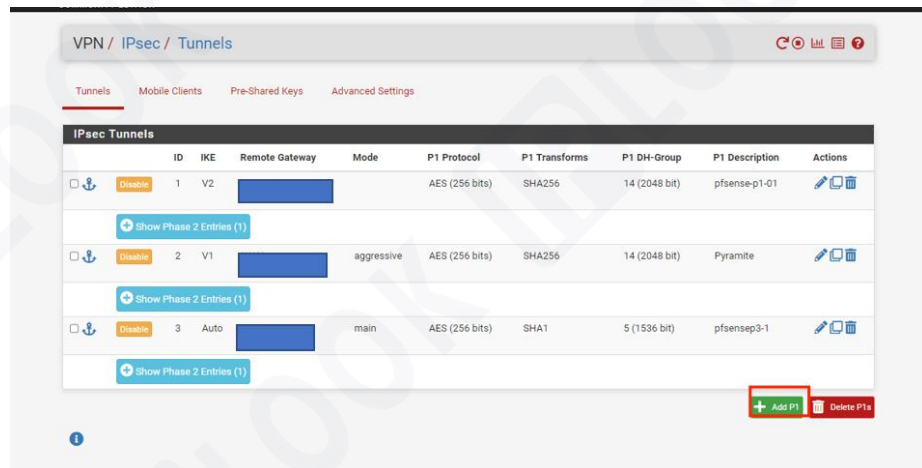 VPN / IPsec / Tunnels
Tunnels Mobile Clients Pre-Shared Keys Advanced Settings
IPsec Tunnels
ID IKE Remote Gateway Mode P1 Protocol P1 Transforms P1 DH-Group P1 Description Actions
Disable 1 V2 AES (256 bits) SHA256 14 (2048 bit) pfsense-p1-01
Show Phase 2 Entries (1)
Disable 2 V1 aggressive AES (256 bits) SHA256 14 (2048 bit) Pyramite
Show Phase 2 Entries (1)
Disable 3 Auto main AES (256 bits) SHA1 5 (1536 bit) pfsensep3-1
Show Phase 2 Entries (1)
Add P1 Delete P1s